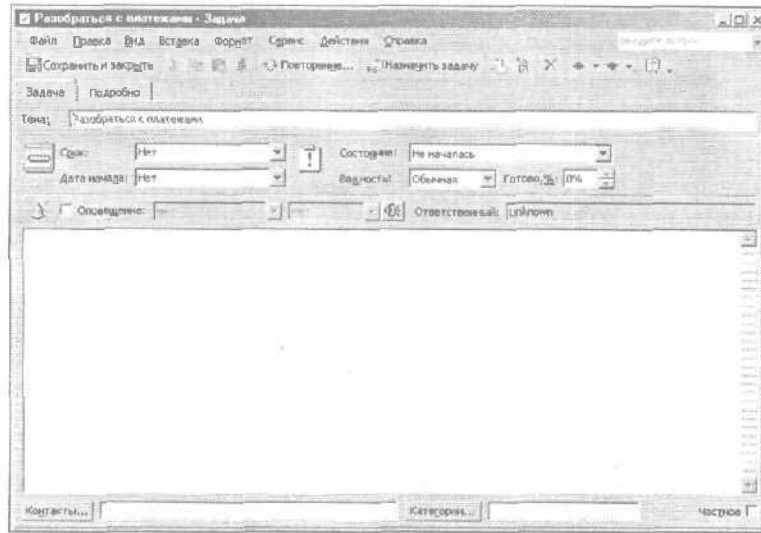 Разобраться с платежами - Задача
Файл Правка Вид Вставка Формат Сервис Действия Справка
Сохранить и закрыть Повторение... Назначить задачу
Задача Подробно
Тема: Разобраться с платежами
Срок: Нет Состояние: Не началась
Дата начала: Нет Важность: Обычная Готово, %: 0%
Оповещение: Ответственный: Unknown
Контакты... Категории... Частное